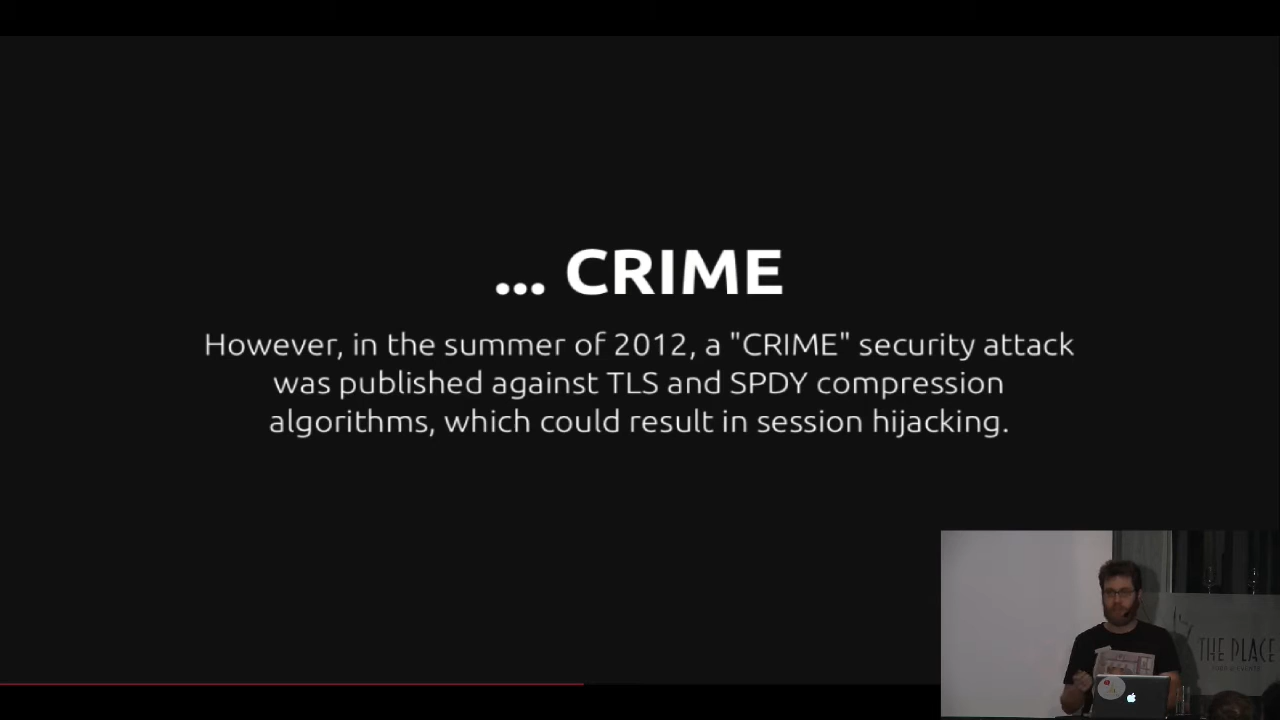 ... CRIME
However, in the summer of 2012, a "CRIME" security attack
was published against TLS and SPDY compression
algorithms, which could result in session hijacking.
THE PLACE